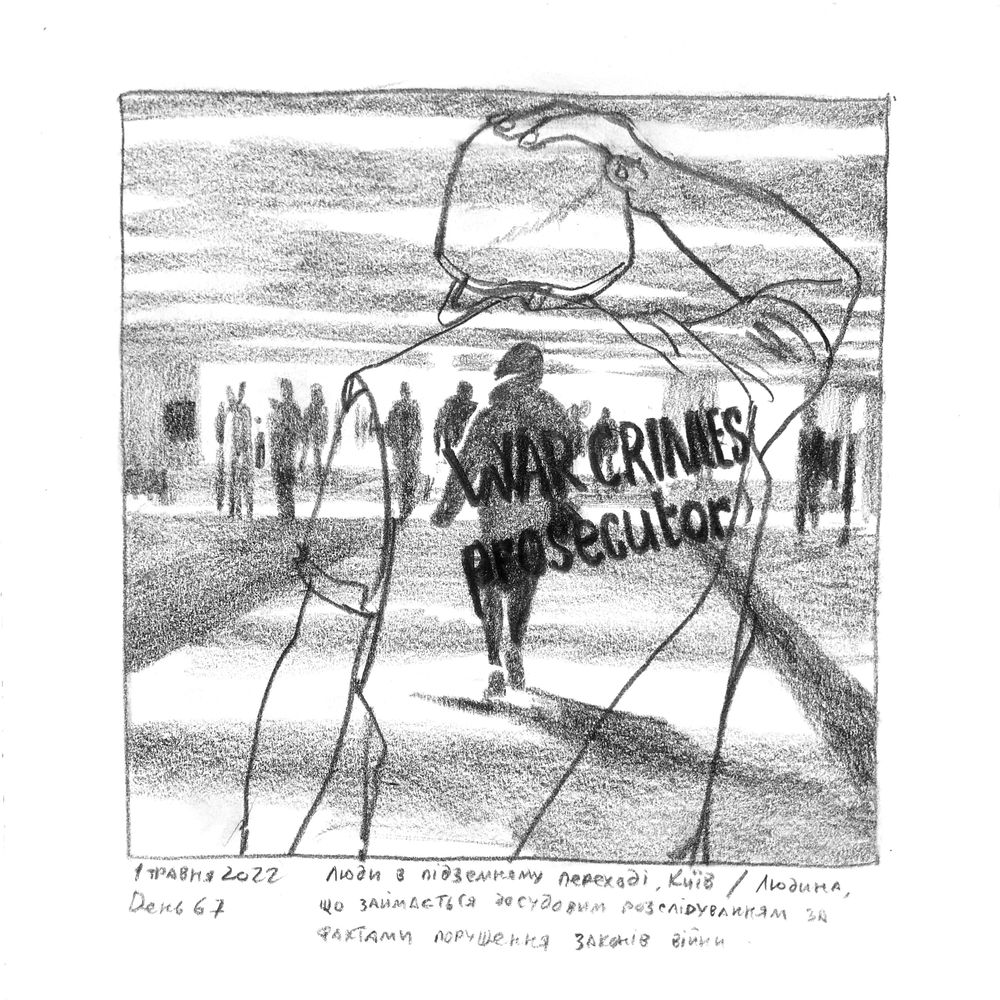 WAR CRIMES
prosecutor
1 травня 2022
День 67
Люди в підземному переході, Київ / Людина,
що займається досудовим розслідуванням за
фактами порушення законів війни